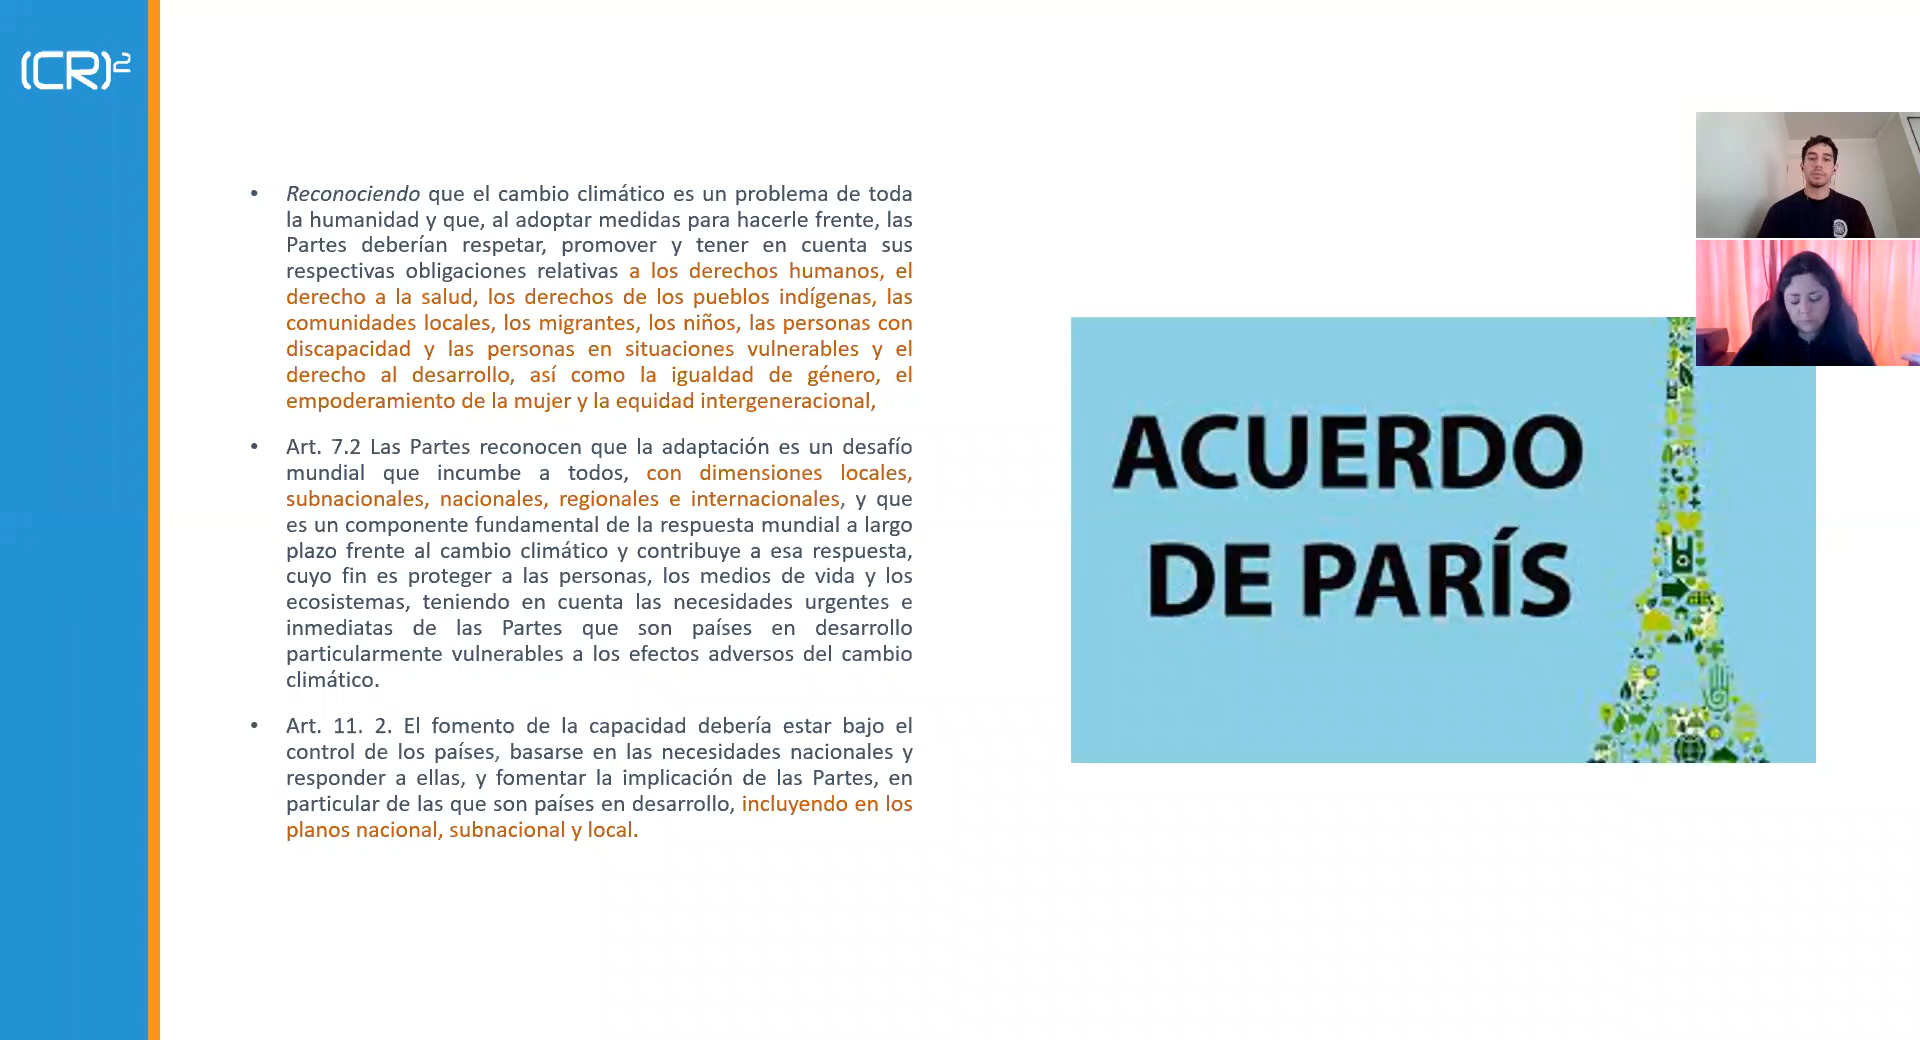 (CR)²
• Reconociendo que el cambio climático es un problema de toda
la humanidad y que, al adoptar medidas para hacerle frente, las
Partes deberían respetar, promover y tener en cuenta sus
respectivas obligaciones relativas a los derechos humanos, el
derecho a la salud, los derechos de los pueblos indígenas, las
comunidades locales, los migrantes, los niños, las personas con
discapacidad y las personas en situaciones vulnerables y el
derecho al desarrollo, así como la igualdad de género, el
empoderamiento de la mujer y la equidad intergeneracional,
• Art. 7.2 Las Partes reconocen que la adaptación es un desafío
mundial que incumbe a todos, con dimensiones locales,
subnacionales, nacionales, regionales e internacionales, y que
es un componente fundamental de la respuesta mundial a largo
plazo frente al cambio climático y contribuye a esa respuesta,
cuyo fin es proteger a las personas, los medios de vida y los
ecosistemas, teniendo en cuenta las necesidades urgentes e
inmediatas de las Partes que son países en desarrollo
particularmente vulnerables a los efectos adversos del cambio
climático.
• Art. 11. 2. El fomento de la capacidad debería estar bajo el
control de los países, basarse en las necesidades nacionales y
responder a ellas, y fomentar la implicación de las Partes, en
particular de las que son países en desarrollo, incluyendo en los
planos nacional, subnacional y local.
ACUERDO
DE PARÍS